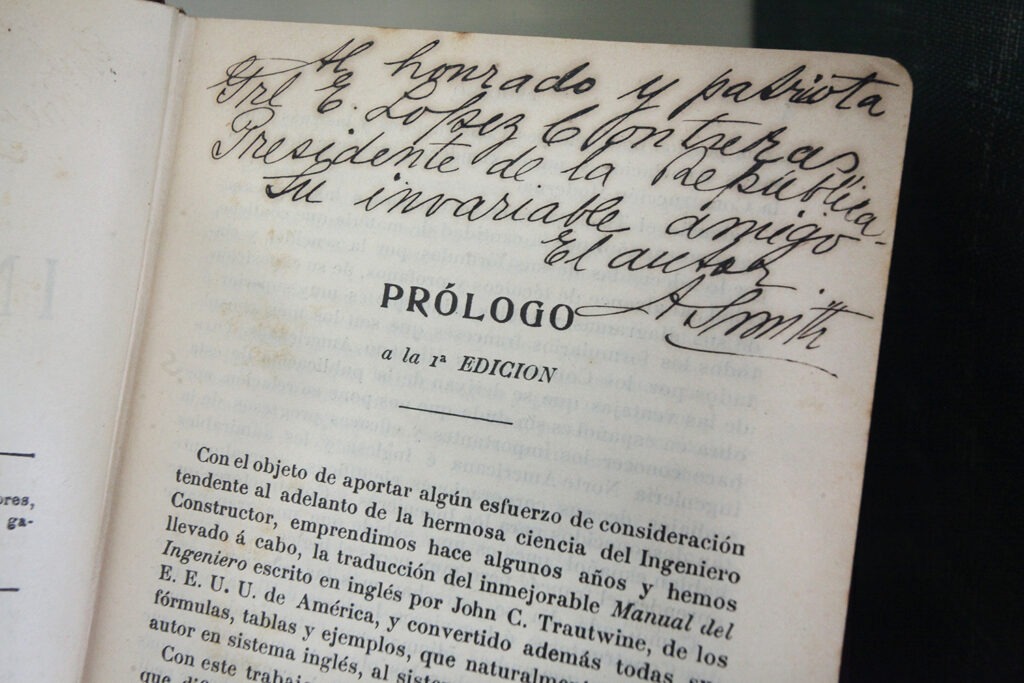 Al honrado y patriota
Grl E. López Contreras
Presidente de la República
Su invariable amigo
El autor
A Smith
PRÓLOGO
a la 1ª EDICION
Con el objeto de aportar algún esfuerzo de consideración
tendente al adelanto de la hermosa ciencia del Ingeniero
Constructor, emprendimos hace algunos años y hemos
llevado á cabo, la traducción del inmejorable Manual del
Ingeniero escrito en inglés por John C. Trautwine, de los
E. E. U. U. de América, y convertido además todas
fórmulas, tablas y ejemplos, que
autor en sistema inglés, al
Con este
que
ores,
ga-